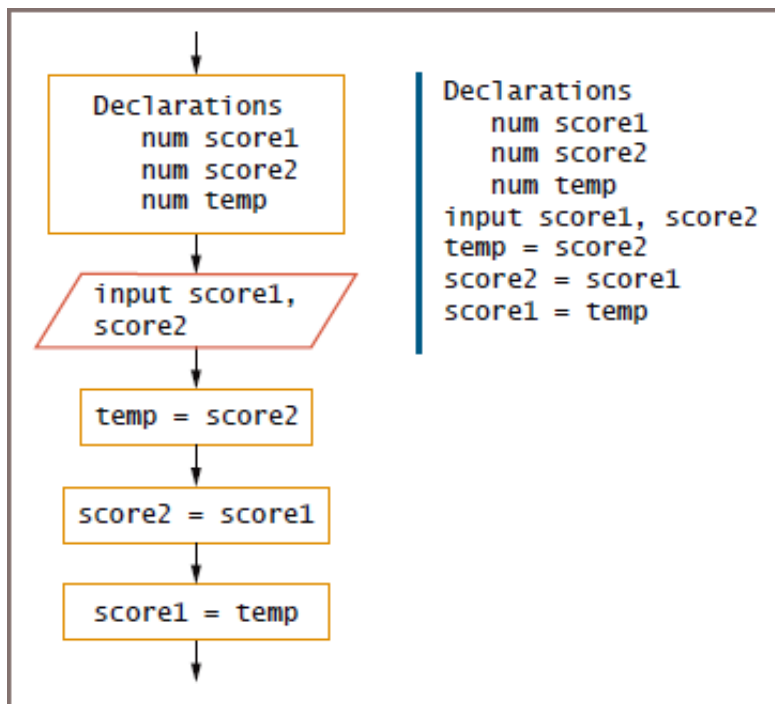 Declarations
num score1
num score2
num temp
input score1,
score2
temp = score2
score2 = score1
score1 = temp
Declarations
num score1
num score2
num temp
input score1, score2
temp = score2
score2 = score1
score1 = temp